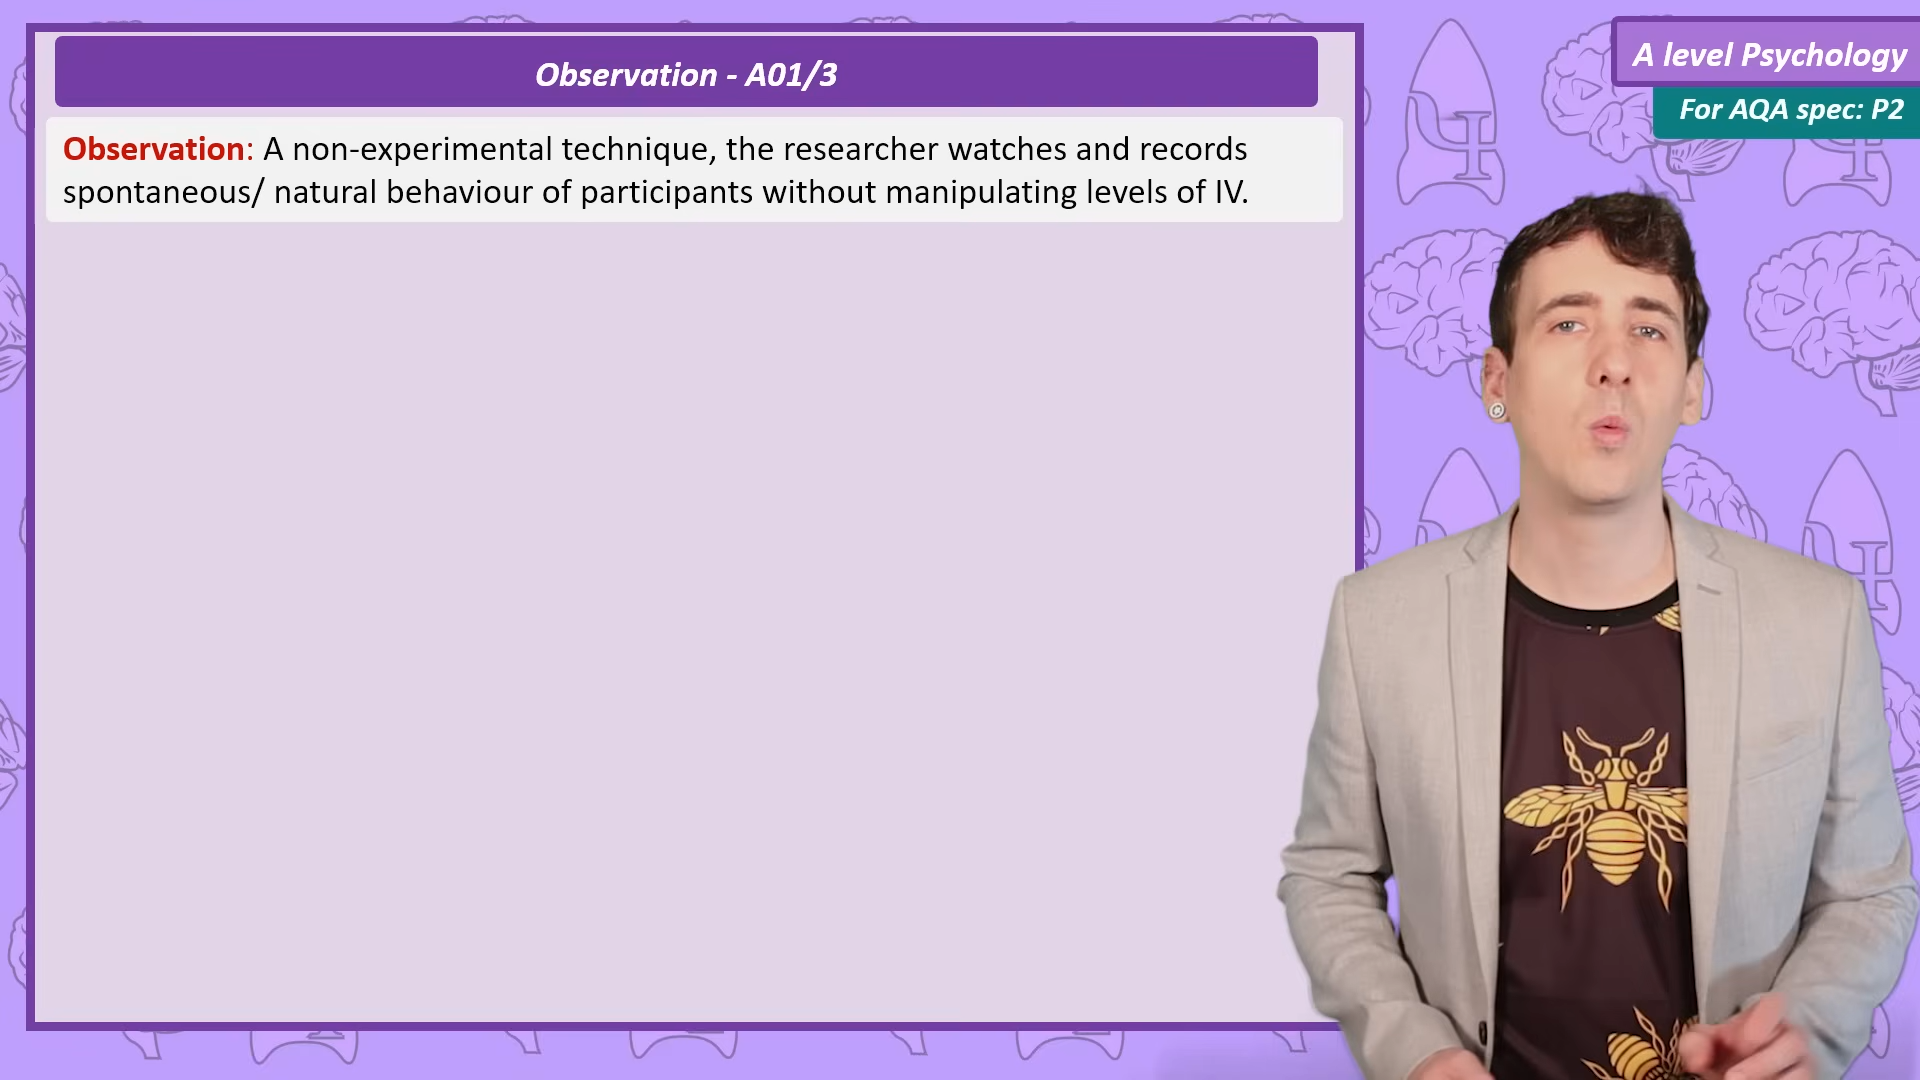 Observation - A01/3
A level Psychology
For AQA spec: P2
Observation: A non-experimental technique, the researcher watches and records
spontaneous/ natural behaviour of participants without manipulating levels of IV.